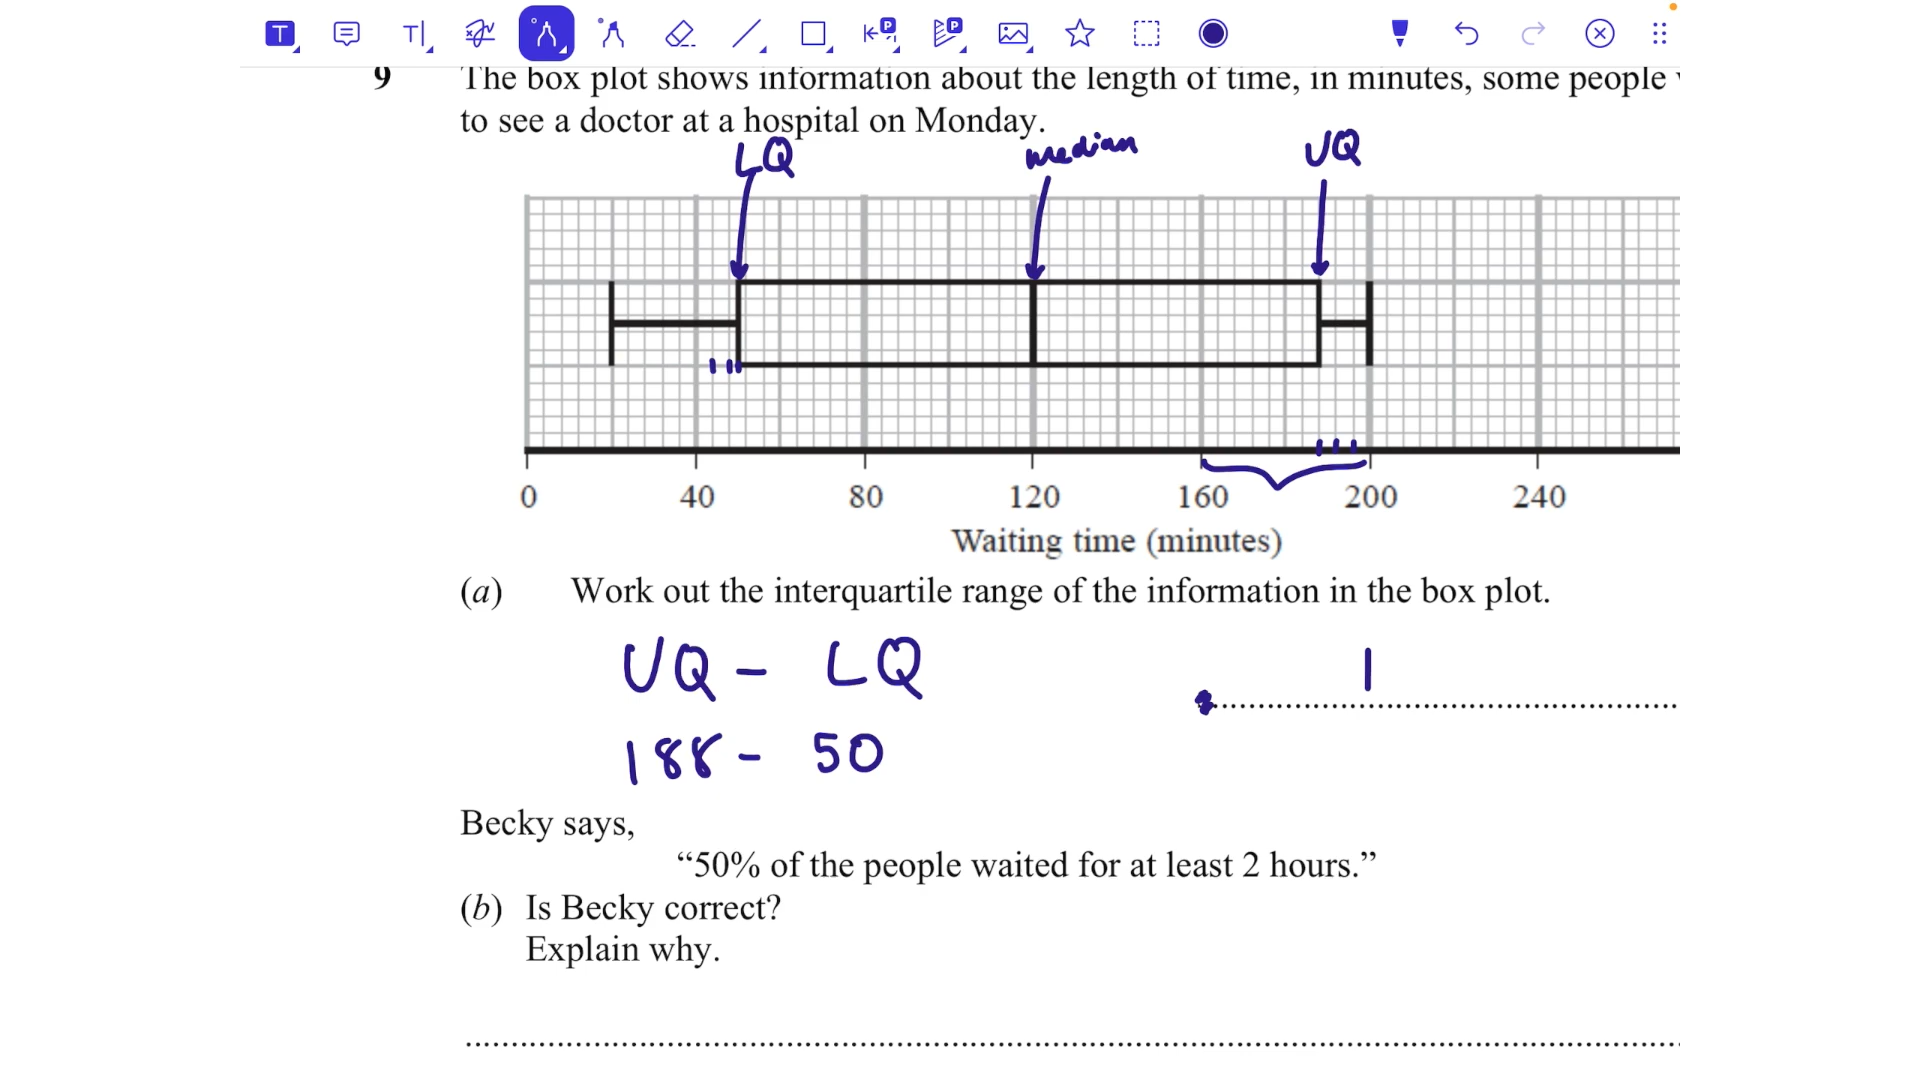 9 The box plot shows information about the length of time, in minutes, some people
to see a doctor at a hospital on Monday.
LQ median UQ
0 40 80 120 160 200 240
Waiting time (minutes)
(a) Work out the interquartile range of the information in the box plot.
UQ - LQ
1
188 - 50
Becky says,
“50% of the people waited for at least 2 hours.”
(b) Is Becky correct?
Explain why.